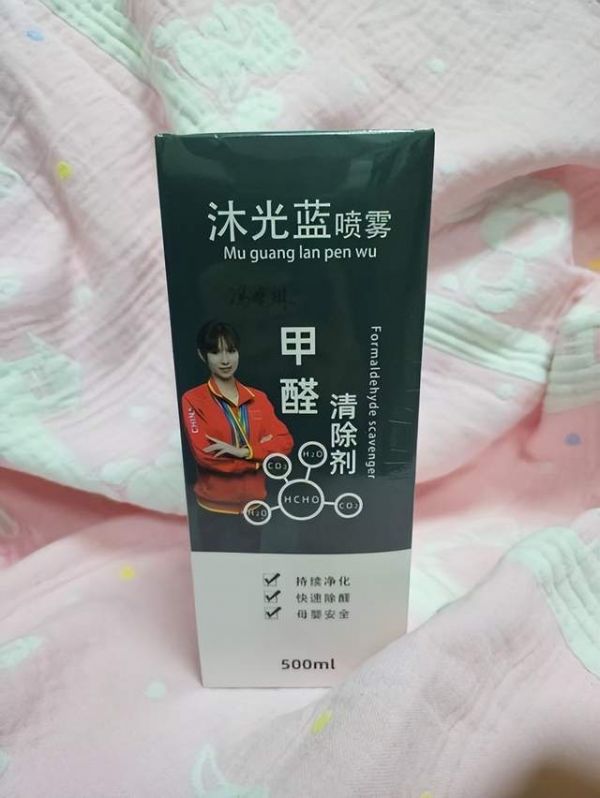 沐光蓝喷雾
Mu guang lan pen wu
甲醛
清除剂
Formaldehyde scavenger
CHINA
H₂O
CO₂
HCHO
H₂O
CO₂
持续净化
快速除醛
母婴安全
500ml